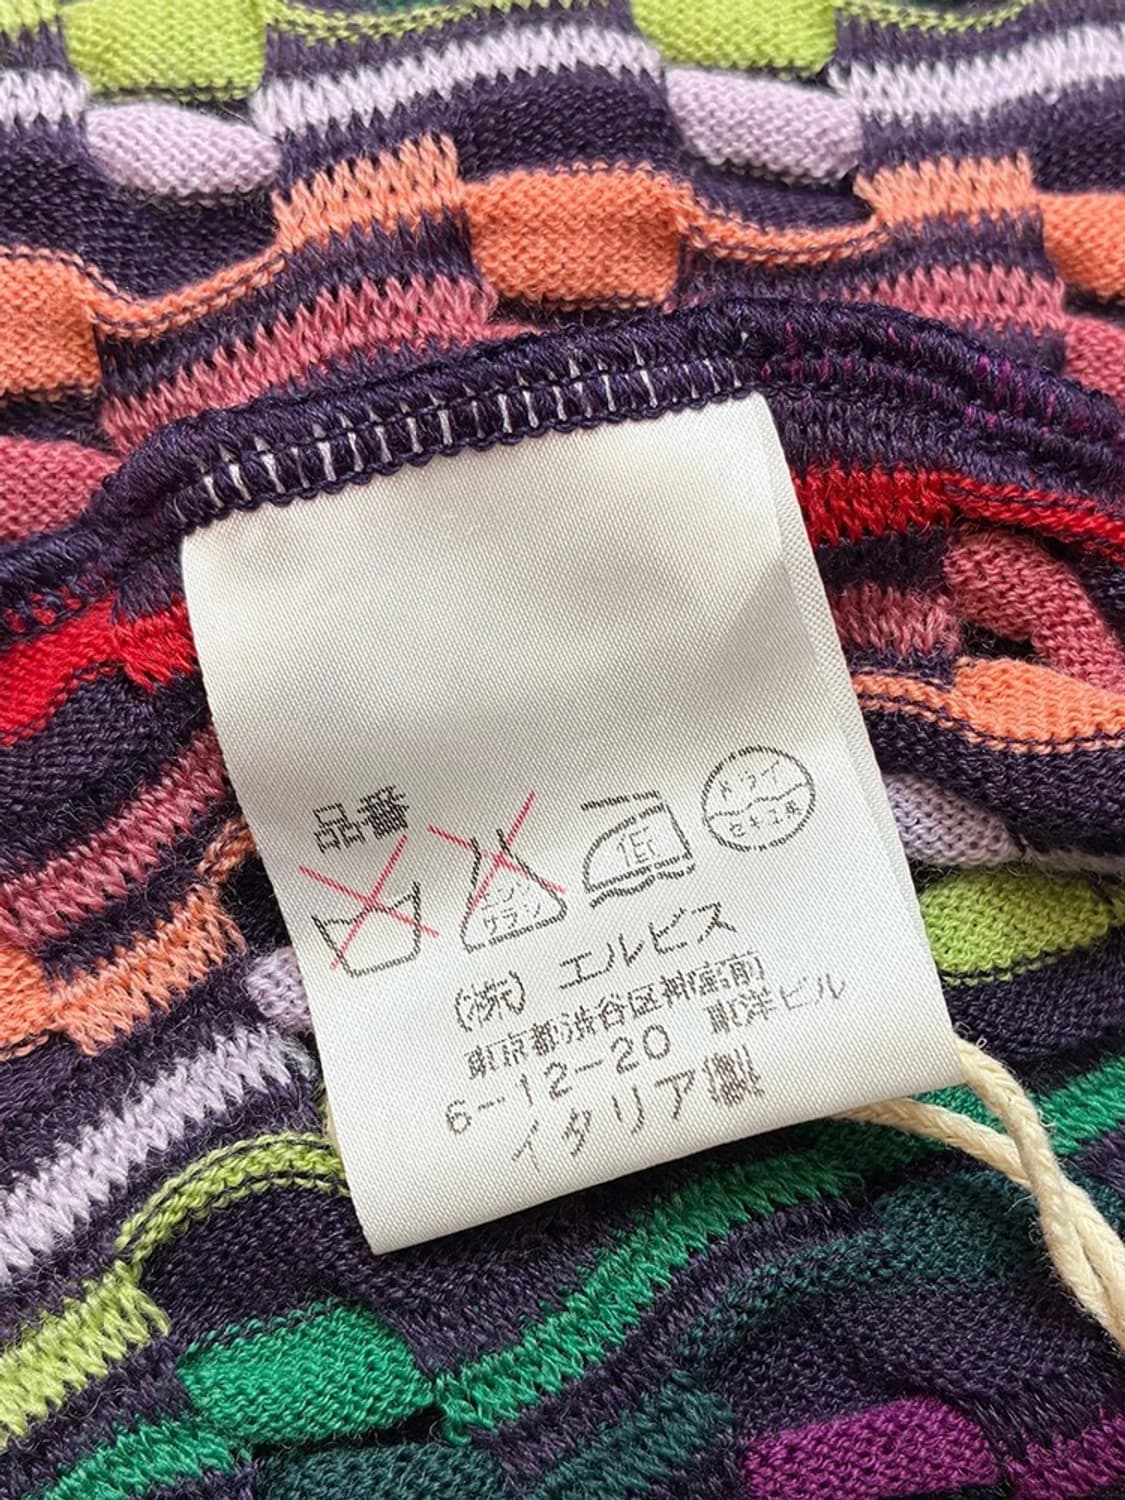 品番
エンソ
サラシ
ドライ
セキユ系
(株) エルビス
東京都渋谷区神宮前
6-12-20 東洋ビル
イタリア製